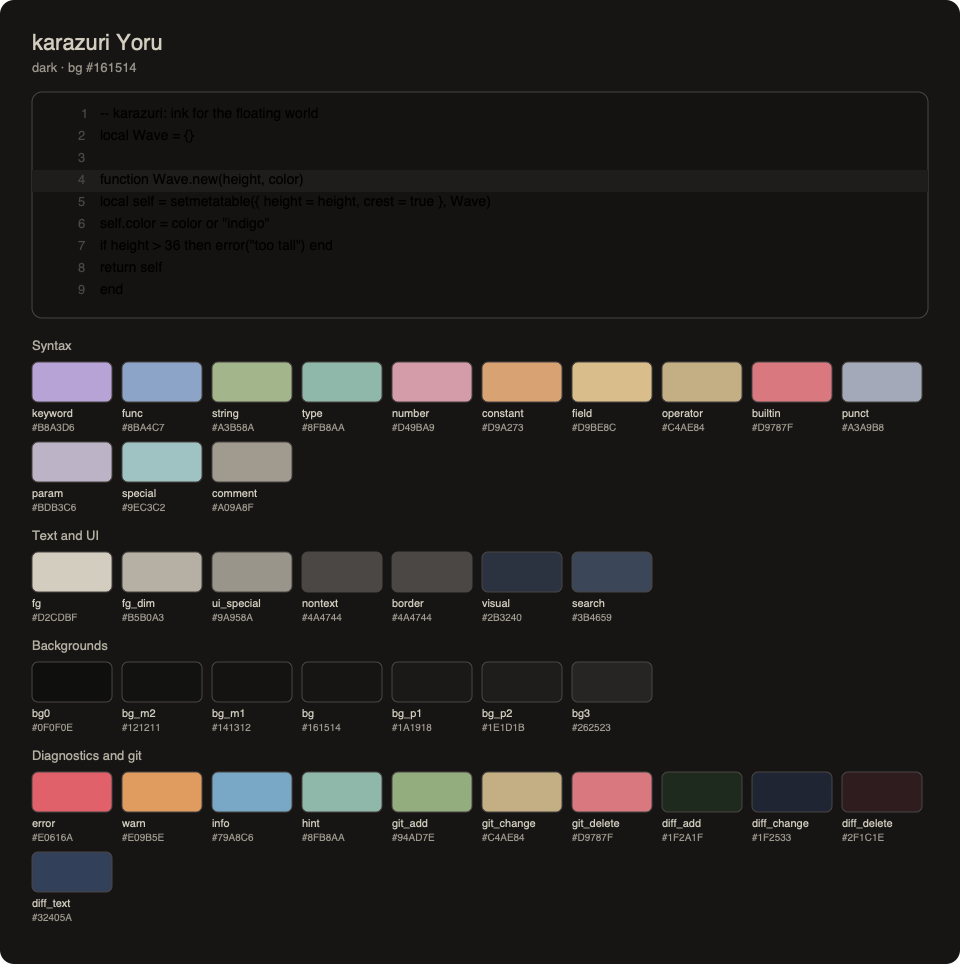 karazuri Yoru
dark · bg #161514
1 -- karazuri: ink for the floating world
2 local Wave = {}
3
4 function Wave.new(height, color)
5 local self = setmetatable({ height = height, crest = true }, Wave)
6 self.color = color or "indigo"
7 if height > 36 then error("too tall") end
8 return self
9 end
Syntax
keyword func string type number constant field operator builtin punct
#B8A3D6 #8BA4C7 #A3B58A #8FB8AA #D49BA9 #D9A273 #D9BE8C #C4AE84 #D9787F #A3A9B8
param special comment
#BDB3C6 #9EC3C2 #A09A8F
Text and UI
fg fg_dim ui_special nontext border visual search
#D2CDBF #B5B0A3 #9A958A #4A4744 #4A4744 #2B3240 #3B4659
Backgrounds
bg0 bg_m2 bg_m1 bg bg_p1 bg_p2 bg3
#0F0F0E #121211 #141312 #161514 #1A1918 #1E1D1B #262523
Diagnostics and git
error warn info hint git_add git_change git_delete diff_add diff_change diff_delete
#E0616A #E09B5E #79A8C6 #8FB8AA #94AD7E #C4AE84 #D9787F #1F2A1F #1F2533 #2F1C1E
diff_text
#32405A